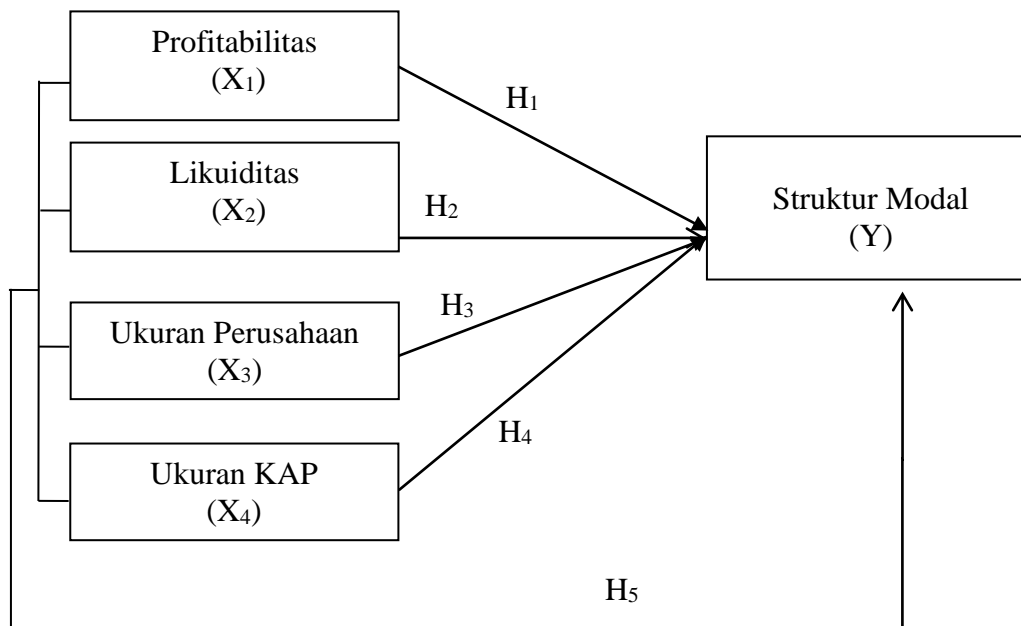 Profitabilitas
(X₁)
H₁
Likuiditas
(X₂)
H₂
Struktur Modal
(Y)
Ukuran Perusahaan
(X₃)
H₃
Ukuran KAP
(X₄)
H₄
H₅